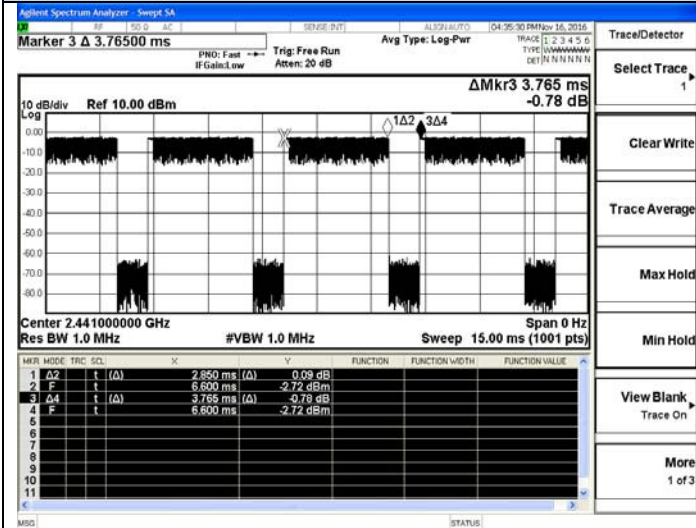 Agilent Spectrum Analyzer - Swept SA
RF 50 Ω AC SENSE:INT ALIGN AUTO 04:35:30 PM Nov 16, 2016
Marker 3 Δ 3.76500 ms
PNO: Fast
IFGain:Low
Trig: Free Run
Atten: 20 dB
Avg Type: Log-Pwr
TRACE 1 2 3 4 5 6
TYPE
DET N N N N N N
ΔMkr3 3.765 ms
-0.78 dB
10 dB/div Ref 10.00 dBm
Log
1Δ2 3Δ4
0.00
-10.0
-20.0
-30.0
-40.0
-50.0
-60.0
-70.0
-80.0
Center 2.441000000 GHz Span 0 Hz
Res BW 1.0 MHz #VBW 1.0 MHz Sweep 15.00 ms (1001 pts)
MKR MODE TRC SCL X Y FUNCTION FUNCTION WIDTH FUNCTION VALUE
1 Δ2 t (Δ) 2.850 ms (Δ) 0.09 dB
2 F t 6.600 ms -2.72 dBm
3 Δ4 t (Δ) 3.765 ms (Δ) -0.78 dB
4 F t 6.600 ms -2.72 dBm
5
6
7
8
9
10
11
MSG STATUS
Trace/Detector
Select Trace
1
Clear Write
Trace Average
Max Hold
Min Hold
View Blank
Trace On
More
1 of 3